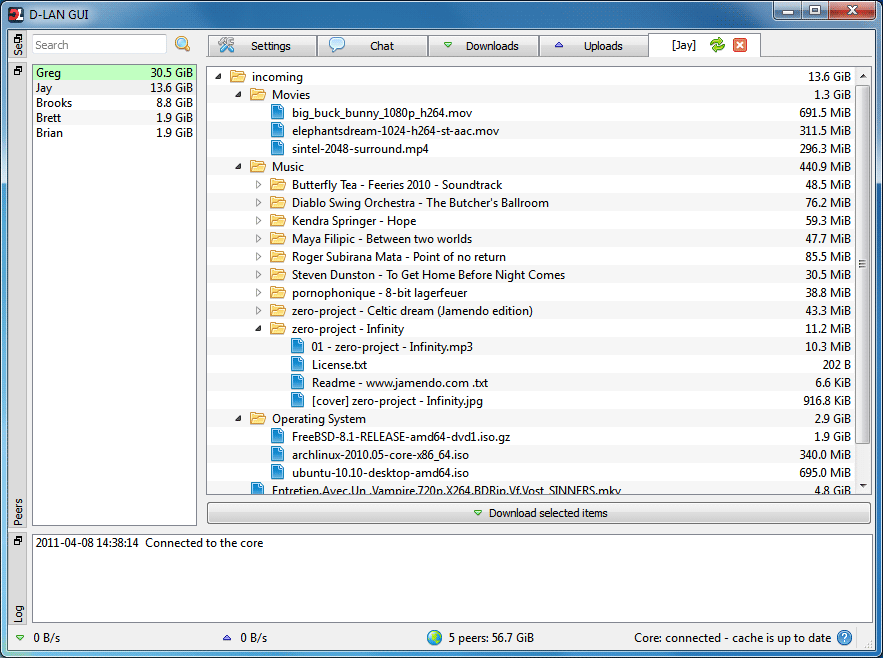 D-LAN GUI
Search
Settings
Chat
Downloads
Uploads
[Jay]
Peers
Greg 30.5 GiB
Jay 13.6 GiB
Brooks 8.8 GiB
Brett 1.9 GiB
Brian 1.9 GiB
incoming 13.6 GiB
Movies 1.3 GiB
big_buck_bunny_1080p_h264.mov 691.5 MiB
elephantsdream-1024-h264-st-aac.mov 311.5 MiB
sintel-2048-surround.mp4 296.3 MiB
Music 440.9 MiB
Butterfly Tea - Feeries 2010 - Soundtrack 48.5 MiB
Diablo Swing Orchestra - The Butcher's Ballroom 76.2 MiB
Kendra Springer - Hope 59.3 MiB
Maya Filipic - Between two worlds 47.7 MiB
Roger Subirana Mata - Point of no return 85.5 MiB
Steven Dunston - To Get Home Before Night Comes 30.5 MiB
pornophonique - 8-bit lagerfeuer 38.8 MiB
zero-project - Celtic dream (Jamendo edition) 43.3 MiB
zero-project - Infinity 11.2 MiB
01 - zero-project - Infinity.mp3 10.3 MiB
License.txt 202 B
Readme - www.jamendo.com .txt 6.6 KiB
[cover] zero-project - Infinity.jpg 916.8 KiB
Operating System 2.9 GiB
FreeBSD-8.1-RELEASE-amd64-dvd1.iso.gz 1.9 GiB
archlinux-2010.05-core-x86_64.iso 340.0 MiB
ubuntu-10.10-desktop-amd64.iso 695.0 MiB
Entretien.Avec.Un .Vampire.720p.X264.BDRip.Vf.Vost SINNERS.mkv 4.8 GiB
Download selected items
Log
2011-04-08 14:38:14 Connected to the core
0 B/s
0 B/s
5 peers: 56.7 GiB
Core: connected - cache is up to date